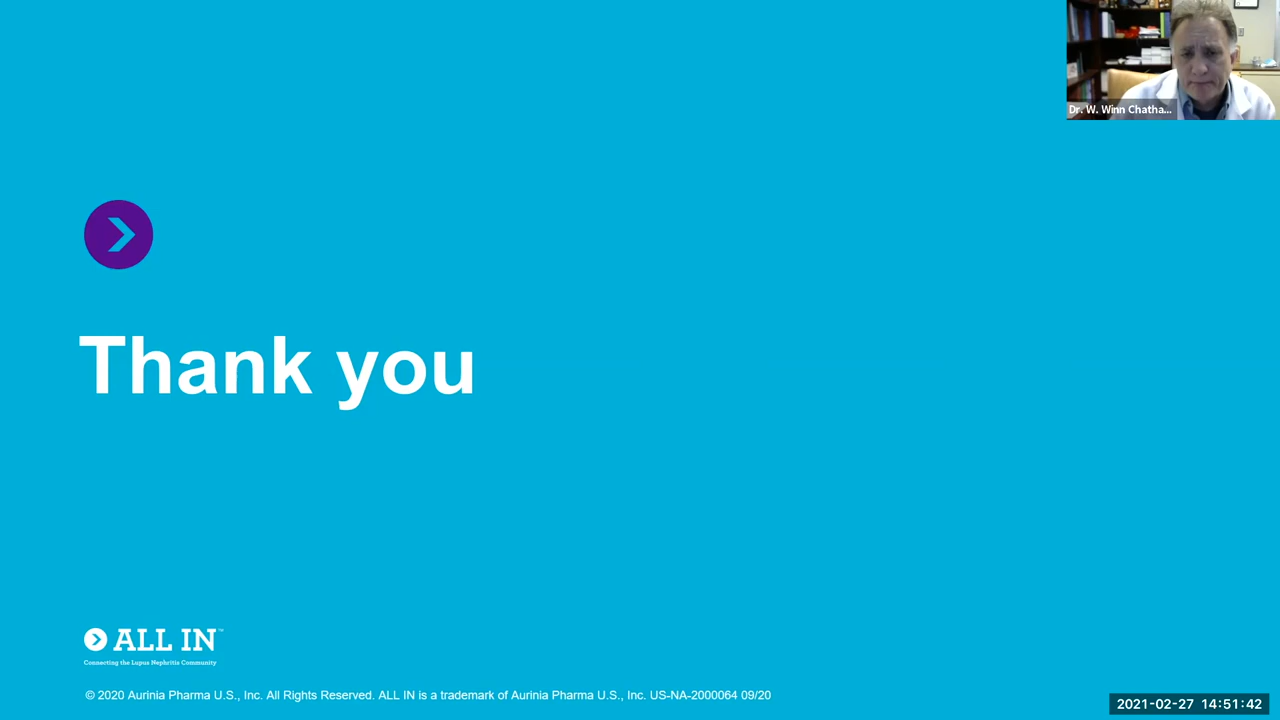 Dr. W. Winn Chatha...
Thank you
ALL IN™
Connecting the Lupus Nephritis Community
© 2020 Aurinia Pharma U.S., Inc. All Rights Reserved. ALL IN is a trademark of Aurinia Pharma U.S., Inc. US-NA-2000064 09/20
2021-02-27 14:51:42